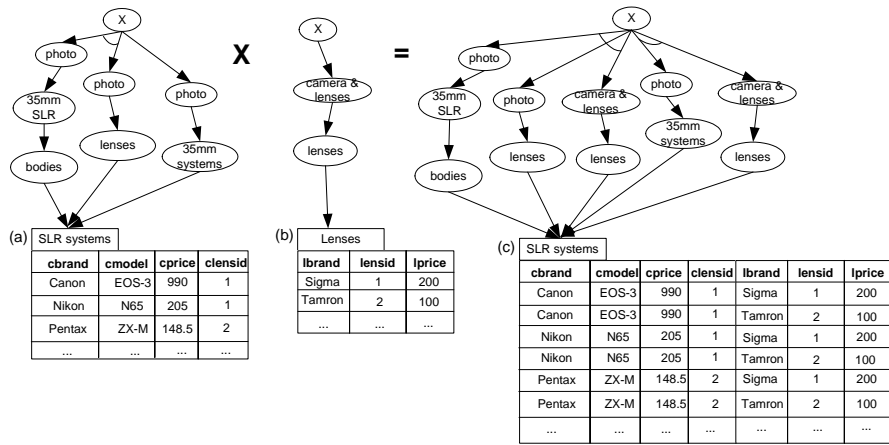 X
photo
35mm
SLR
bodies
photo
lenses
photo
35mm
systems
(a)
SLR systems
cbrand cmodel cprice clensid
Canon EOS-3 990 1
Nikon N65 205 1
Pentax ZX-M 148.5 2
... ... ... ...
X
X
camera &
lenses
lenses
(b)
Lenses
lbrand lensid lprice
Sigma 1 200
Tamron 2 100
... ... ...
=
X
photo
35mm
SLR
bodies
photo
lenses
camera &
lenses
lenses
photo
35mm
systems
camera &
lenses
lenses
(c)
SLR systems
cbrand cmodel cprice clensid lbrand lensid lprice
Canon EOS-3 990 1 Sigma 1 200
Canon EOS-3 990 1 Tamron 2 100
Nikon N65 205 1 Sigma 1 200
Nikon N65 205 1 Tamron 2 100
Pentax ZX-M 148.5 2 Sigma 1 200
Pentax ZX-M 148.5 2 Tamron 2 100
... ... ... ... ... ... ...